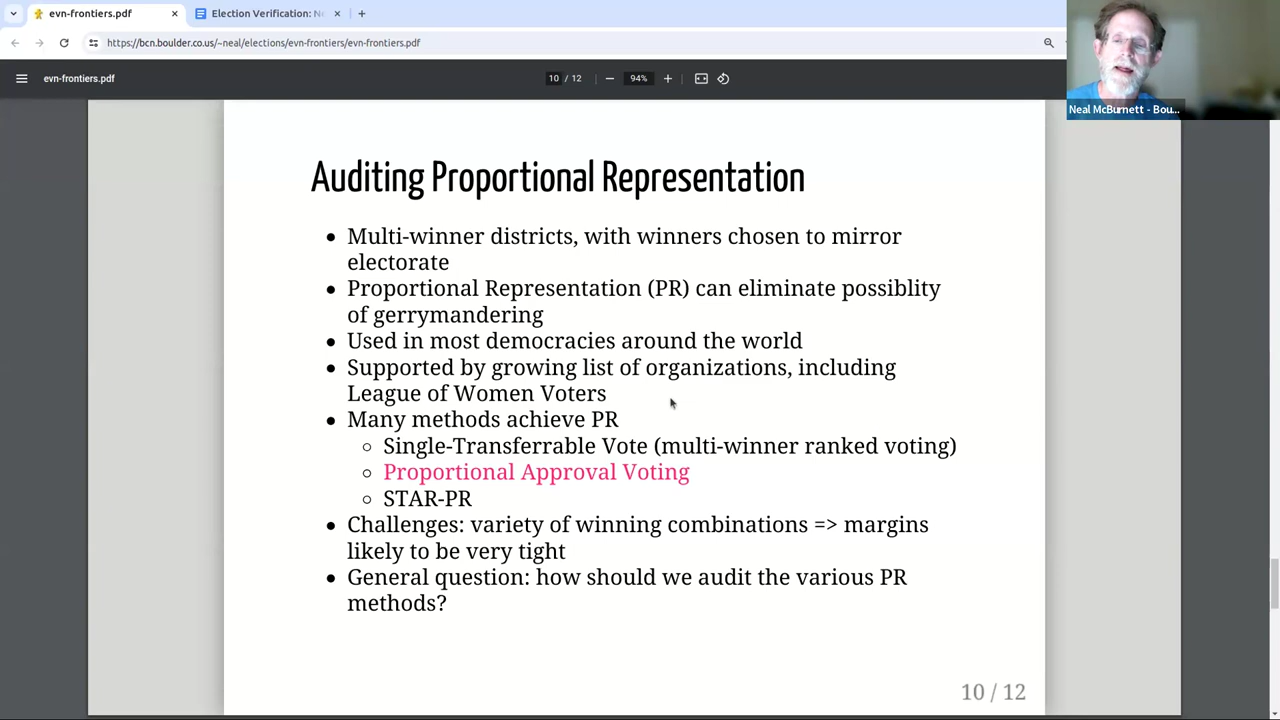 evn-frontiers.pdf
Election Verification: N
https://bcn.boulder.co.us/~neal/elections/evn-frontiers/evn-frontiers.pdf
evn-frontiers.pdf
10 / 12
94%
Neal McBurnett - Bou...
Auditing Proportional Representation
Multi-winner districts, with winners chosen to mirror
electorate
Proportional Representation (PR) can eliminate possiblity
of gerrymandering
Used in most democracies around the world
Supported by growing list of organizations, including
League of Women Voters
Many methods achieve PR
Single-Transferrable Vote (multi-winner ranked voting)
Proportional Approval Voting
STAR-PR
Challenges: variety of winning combinations => margins
likely to be very tight
General question: how should we audit the various PR
methods?
10 / 12